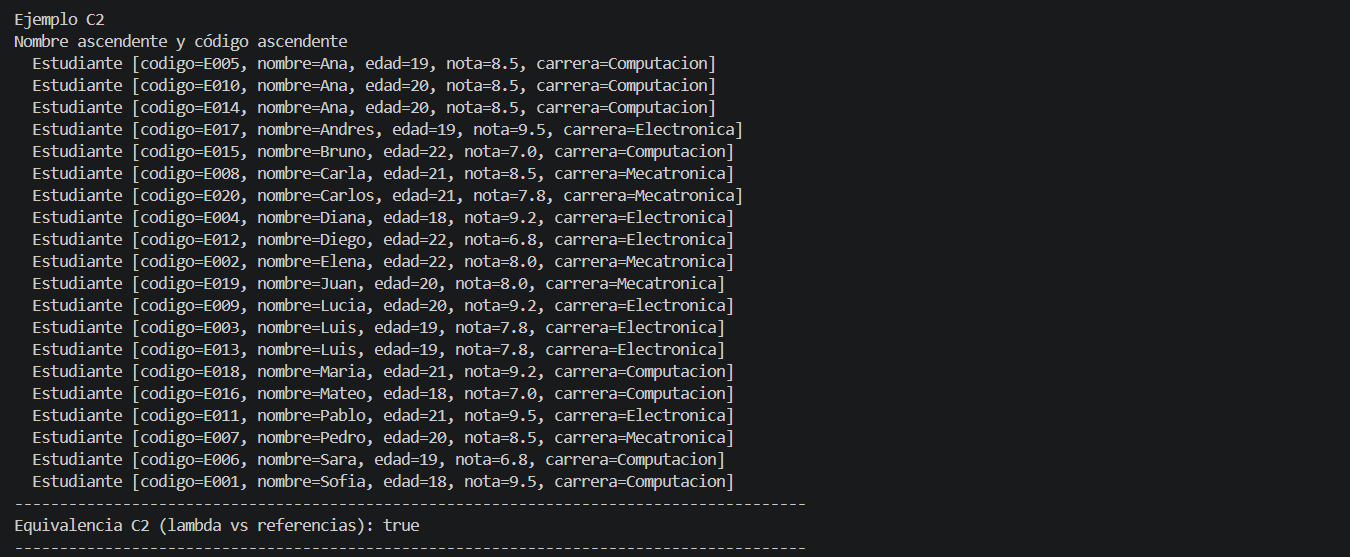 Ejemplo C2
Nombre ascendente y código ascendente
  Estudiante [codigo=E005, nombre=Ana, edad=19, nota=8.5, carrera=Computacion]
  Estudiante [codigo=E010, nombre=Ana, edad=20, nota=8.5, carrera=Computacion]
  Estudiante [codigo=E014, nombre=Ana, edad=20, nota=8.5, carrera=Computacion]
  Estudiante [codigo=E017, nombre=Andres, edad=19, nota=9.5, carrera=Electronica]
  Estudiante [codigo=E015, nombre=Bruno, edad=22, nota=7.0, carrera=Computacion]
  Estudiante [codigo=E008, nombre=Carla, edad=21, nota=8.5, carrera=Mecatronica]
  Estudiante [codigo=E020, nombre=Carlos, edad=21, nota=7.8, carrera=Mecatronica]
  Estudiante [codigo=E004, nombre=Diana, edad=18, nota=9.2, carrera=Electronica]
  Estudiante [codigo=E012, nombre=Diego, edad=22, nota=6.8, carrera=Electronica]
  Estudiante [codigo=E002, nombre=Elena, edad=22, nota=8.0, carrera=Mecatronica]
  Estudiante [codigo=E019, nombre=Juan, edad=20, nota=8.0, carrera=Mecatronica]
  Estudiante [codigo=E009, nombre=Lucia, edad=20, nota=9.2, carrera=Electronica]
  Estudiante [codigo=E003, nombre=Luis, edad=19, nota=7.8, carrera=Electronica]
  Estudiante [codigo=E013, nombre=Luis, edad=19, nota=7.8, carrera=Electronica]
  Estudiante [codigo=E018, nombre=Maria, edad=21, nota=9.2, carrera=Computacion]
  Estudiante [codigo=E016, nombre=Mateo, edad=18, nota=7.0, carrera=Computacion]
  Estudiante [codigo=E011, nombre=Pablo, edad=21, nota=9.5, carrera=Electronica]
  Estudiante [codigo=E007, nombre=Pedro, edad=20, nota=8.5, carrera=Mecatronica]
  Estudiante [codigo=E006, nombre=Sara, edad=19, nota=6.8, carrera=Computacion]
  Estudiante [codigo=E001, nombre=Sofia, edad=18, nota=9.5, carrera=Computacion]
----------------------------------------------------------------------------------------
Equivalencia C2 (lambda vs referencias): true
----------------------------------------------------------------------------------------